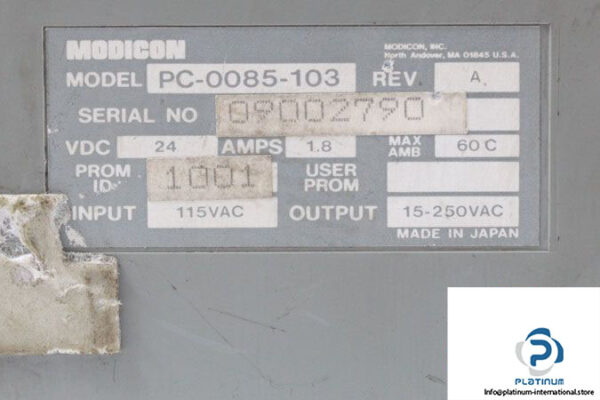 MODICON
MODICON, INC.
North Andover, MA 01845 U.S.A.
MODEL PC-0085-103 REV. A
SERIAL NO 09002790
VDC 24 AMPS 1.8 MAX AMB 60C
PROM ID 1001 USER PROM
INPUT 115VAC OUTPUT 15-250VAC
MADE IN JAPAN
PLATINUM
Info@platinum-international.store